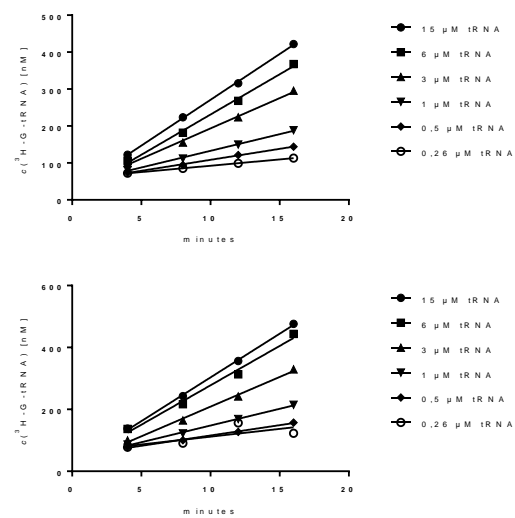 500
400
300
200
100
0
0 5 10 15 20
minutes
c(³H-G-tRNA) [nM]
15 µM tRNA
6 µM tRNA
3 µM tRNA
1 µM tRNA
0,5 µM tRNA
0,26 µM tRNA
600
400
200
0
0 5 10 15 20
minutes
c(³H-G-tRNA) [nM]
15 µM tRNA
6 µM tRNA
3 µM tRNA
1 µM tRNA
0,5 µM tRNA
0,26 µM tRNA